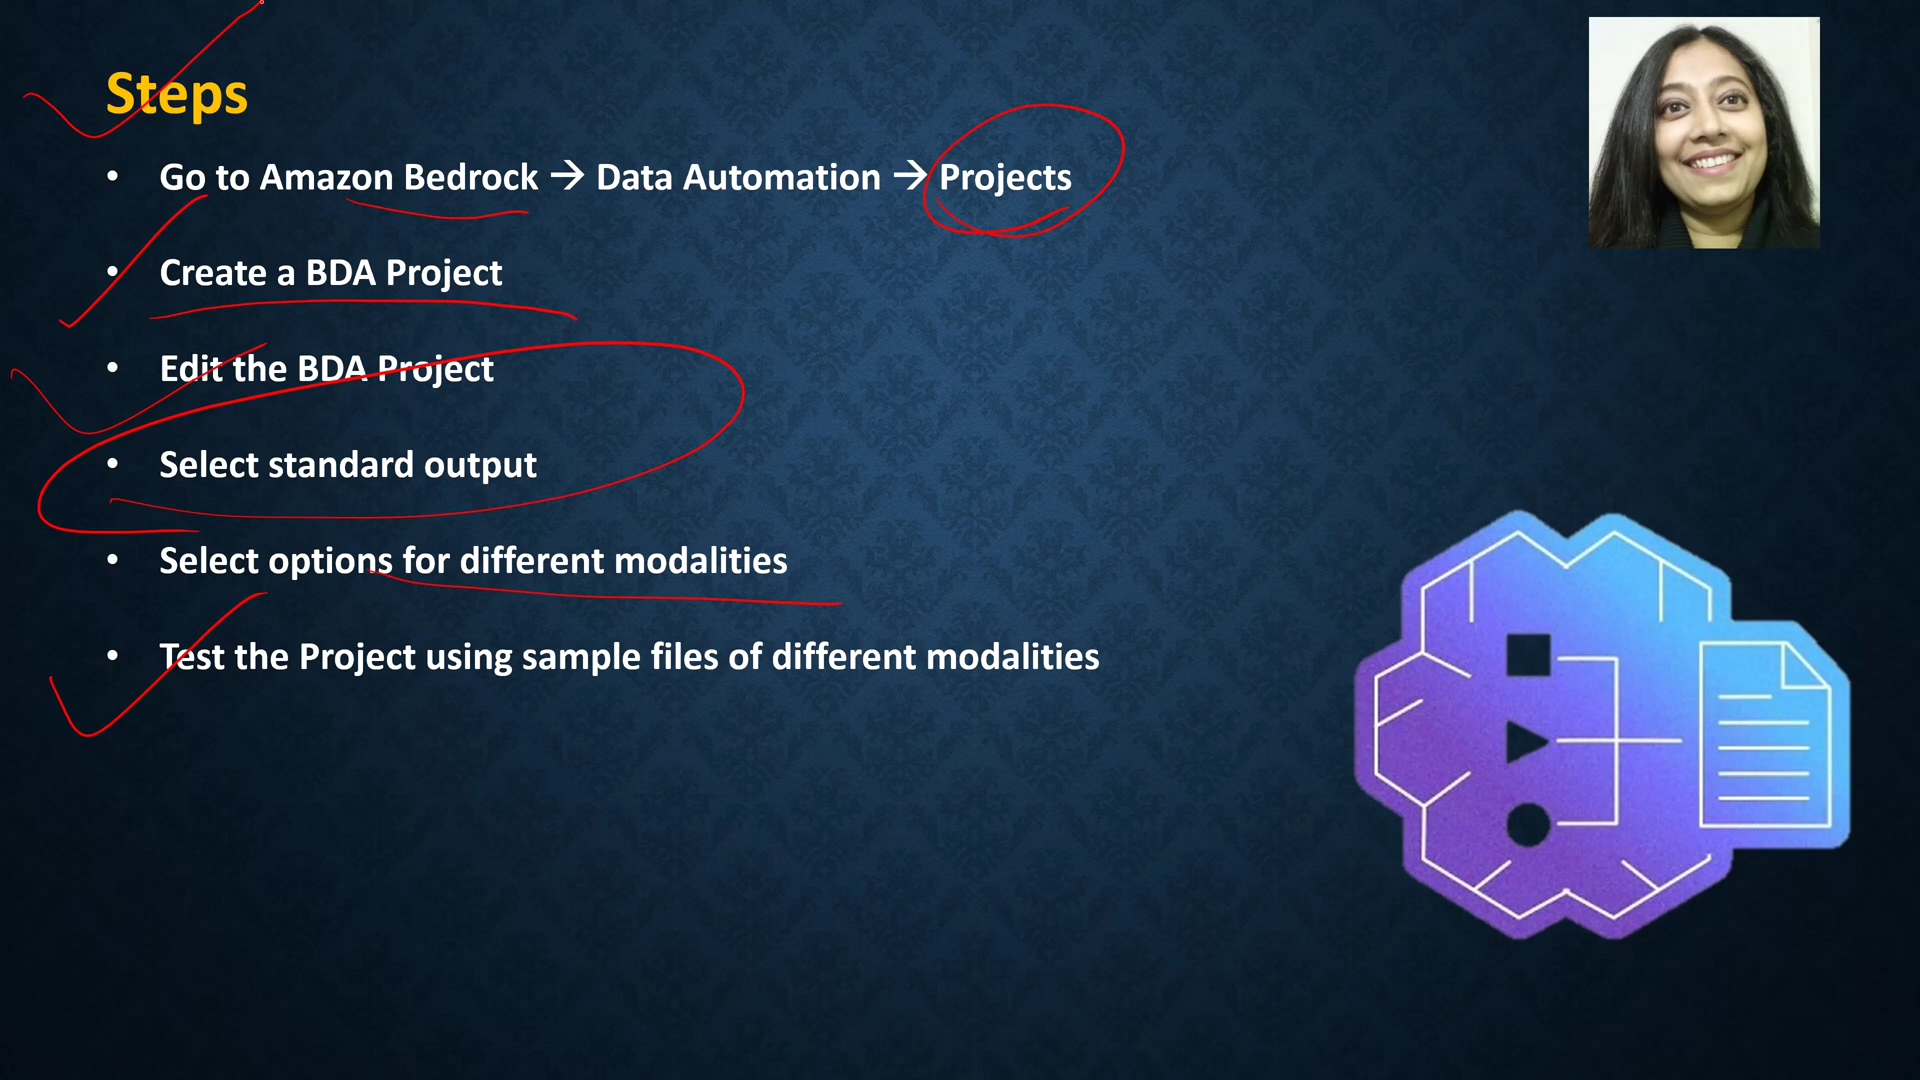 Steps
• Go to Amazon Bedrock → Data Automation → Projects
• Create a BDA Project
• Edit the BDA Project
• Select standard output
• Select options for different modalities
• Test the Project using sample files of different modalities